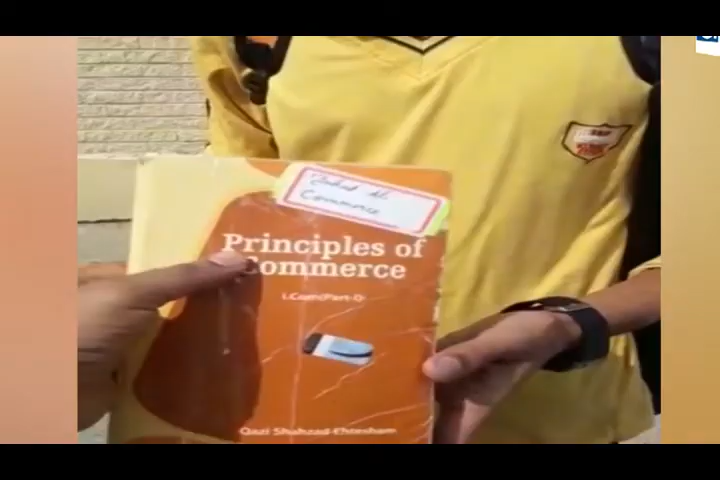 Commerce
Principles of
Commerce
I.Com(Part-I)
Qazi Shahzad Ehtesham